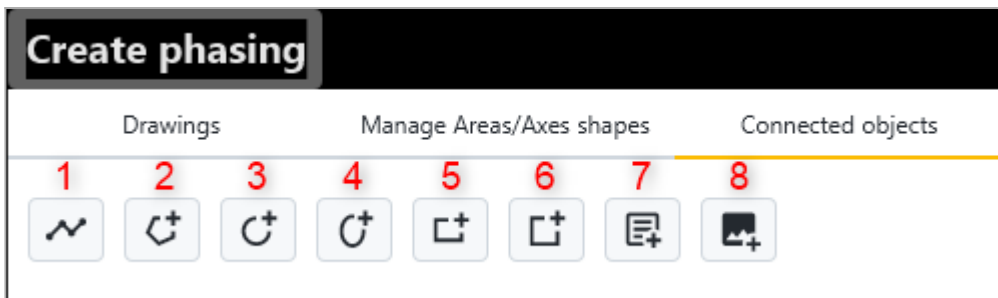 Create phasing
Drawings Manage Areas/Axes shapes Connected objects
1 2 3 4 5 6 7 8